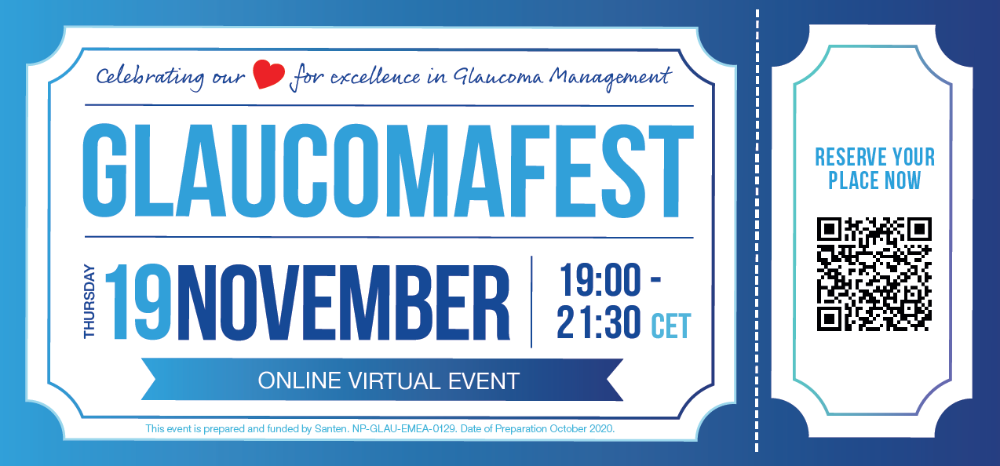 Celebrating our for excellence in Glaucoma Management
GLAUCOMAFEST
THURSDAY
19NOVEMBER
19:00 -
21:30 CET
ONLINE VIRTUAL EVENT
This event is prepared and funded by Santen. NP-GLAU-EMEA-0129. Date of Preparation October 2020.
RESERVE YOUR
PLACE NOW